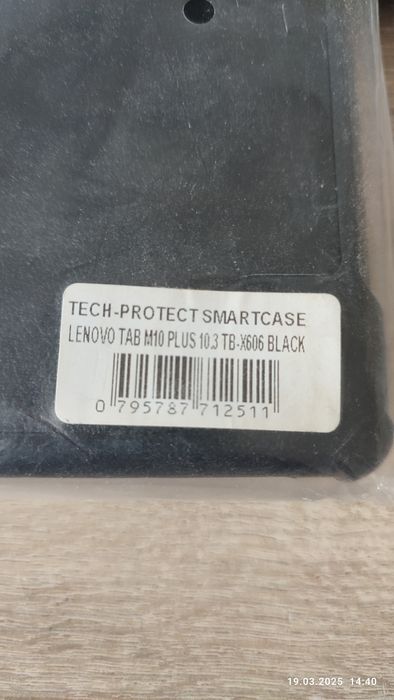 TECH-PROTECT SMARTCASE
LENOVO TAB M10 PLUS 10.3 TB-X606 BLACK
0 795787 712511
19.03.2025 14:40